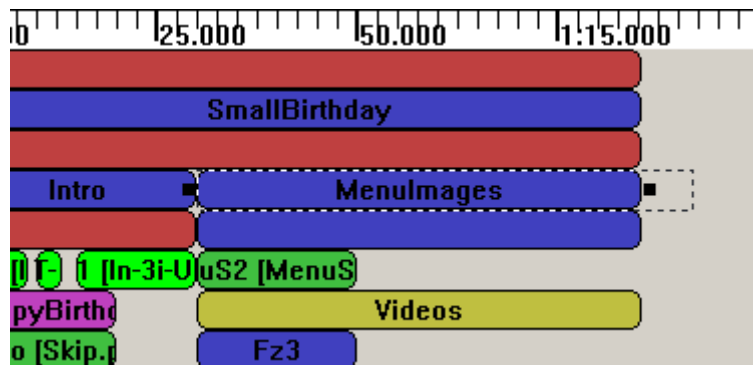 0 25.000 50.000 1:15.000
SmallBirthday
Intro MenuImages
[I T- 1 [In-3i-U uS2 [MenuS
pyBirthd Videos
o [Skip.p Fz3